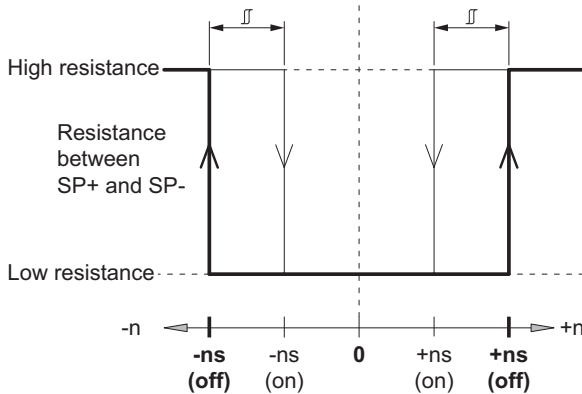 High resistance
Resistance
between
SP+ and SP-
Low resistance
-n
+n
-ns
(off)
-ns
(on)
0
+ns
(on)
+ns
(off)